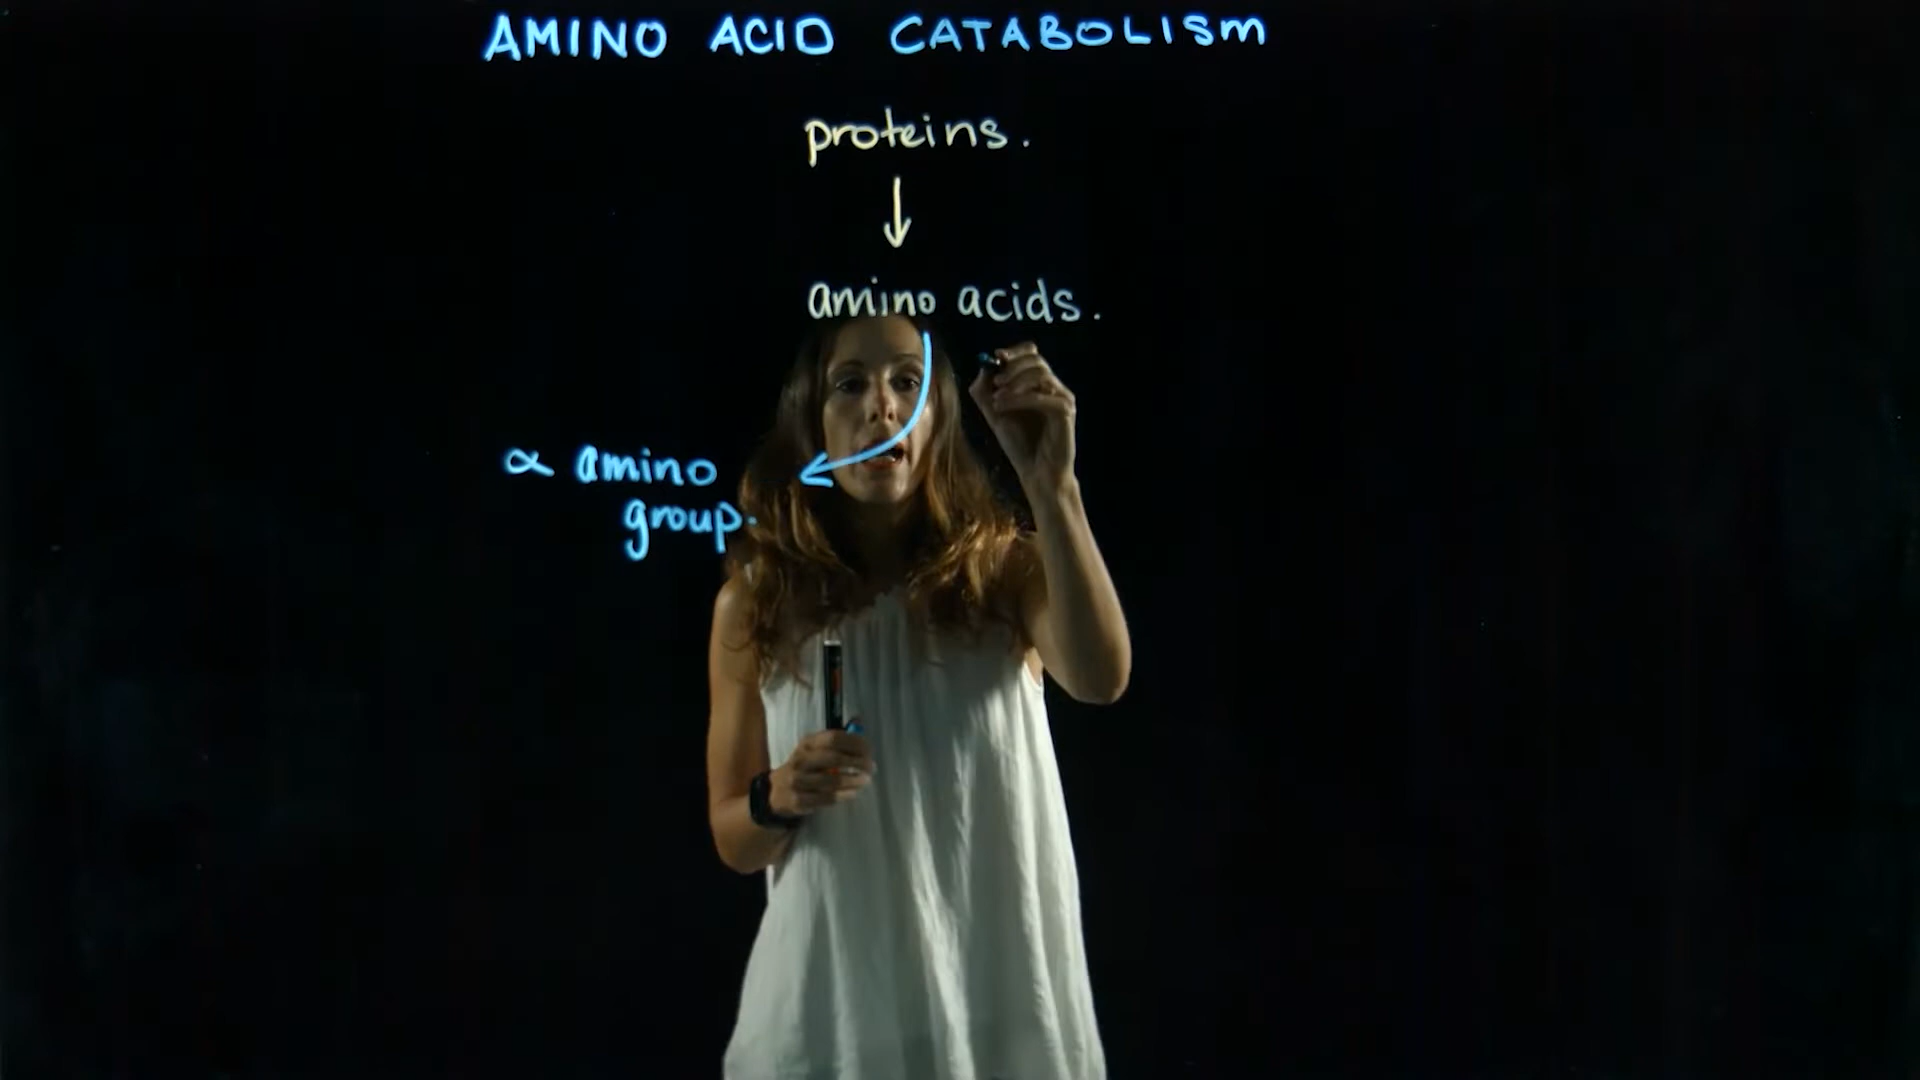 AMINO ACID CATABOLISM
proteins.
amino acids.
∝ amino
group.